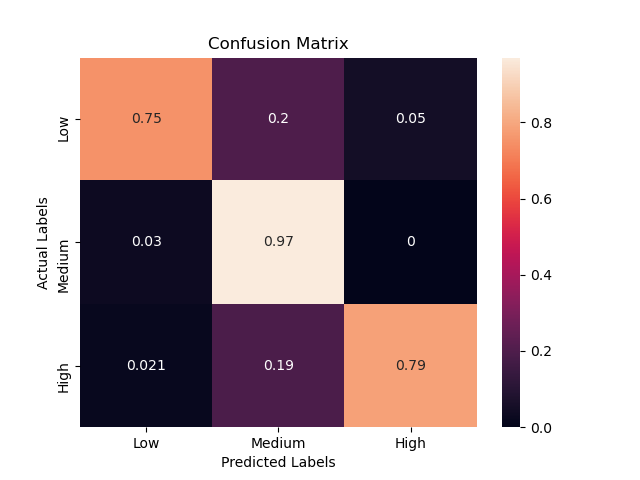 Confusion Matrix
Actual Labels
Low
0.75
0.2
0.05
Medium
0.03
0.97
0
High
0.021
0.19
0.79
Low
Medium
High
Predicted Labels
0.8
0.6
0.4
0.2
0.0